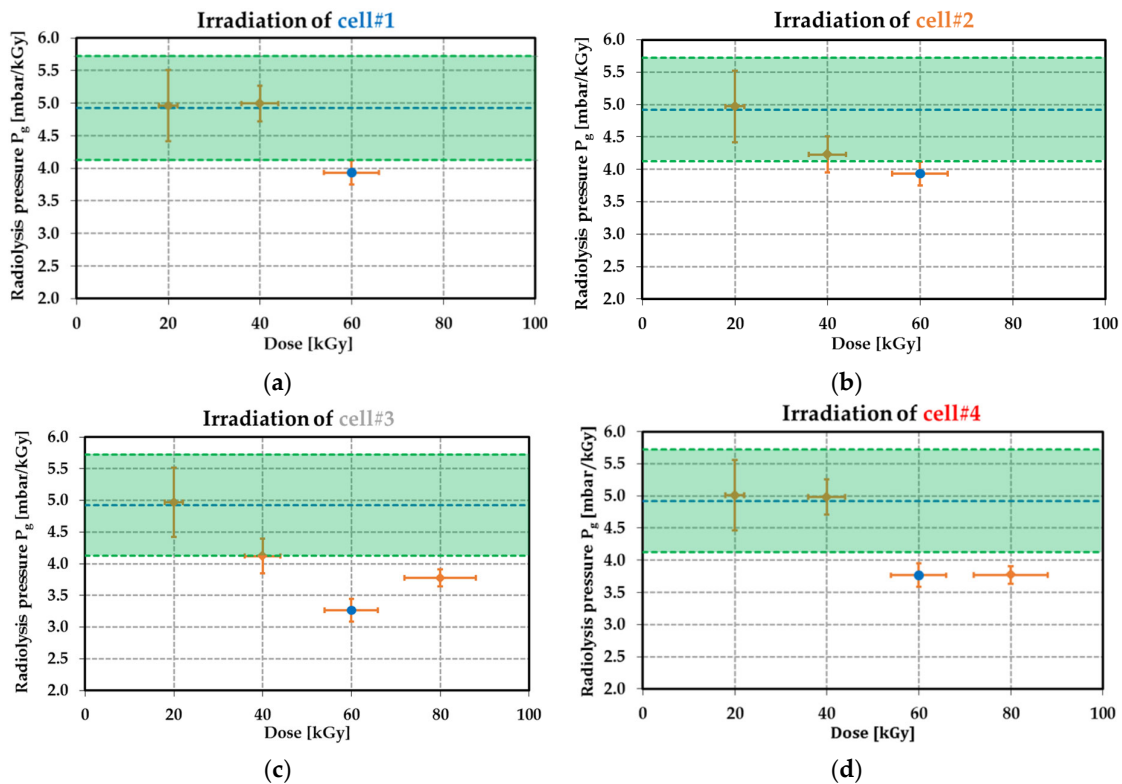 Irradiation of cell#1
Radiolysis pressure Pg [mbar/kGy]
6.0
5.5
5.0
4.5
4.0
3.5
3.0
2.5
2.0
0 20 40 60 80 100
Dose [kGy]
(a)
Irradiation of cell#2
Radiolysis pressure Pg [mbar/kGy]
6.0
5.5
5.0
4.5
4.0
3.5
3.0
2.5
2.0
0 20 40 60 80 100
Dose [kGy]
(b)
Irradiation of cell#3
Radiolysis pressure Pg [mbar/kGy]
6.0
5.5
5.0
4.5
4.0
3.5
3.0
2.5
2.0
0 20 40 60 80 100
Dose [kGy]
(c)
Irradiation of cell#4
Radiolysis pressure Pg [mbar/kGy]
6.0
5.5
5.0
4.5
4.0
3.5
3.0
2.5
2.0
0 20 40 60 80 100
Dose [kGy]
(d)